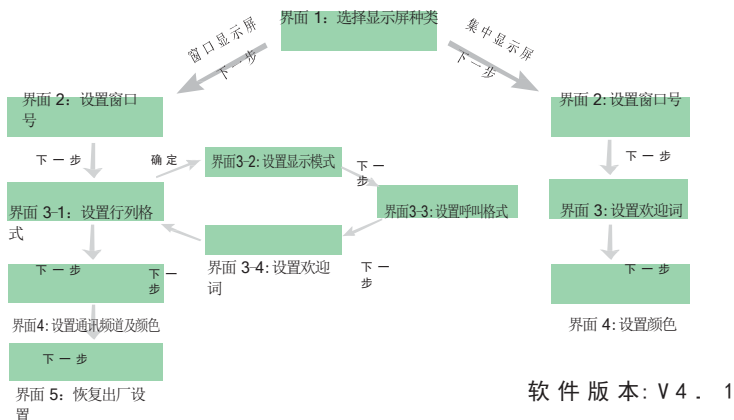 界面 1：选择显示屏种类
窗口显示屏
下一步
集中显示屏
下一步
界面 2：设置窗口
号
界面 2：设置窗口号
下 一 步
确 定
界面3-2：设置显示模式
下 一
步
下 一 步
界面 3-1：设置行列格
式
界面3-3：设置呼叫格式
界面 3：设置欢迎词
下 一 步
下 一
步
界面 3-4：设置欢迎
词
下 一
步
下 一 步
界面4：设置通讯频道及颜色
界面 4：设置颜色
下 一 步
界面 5：恢复出厂设
置
软 件 版 本: V 4 . 1